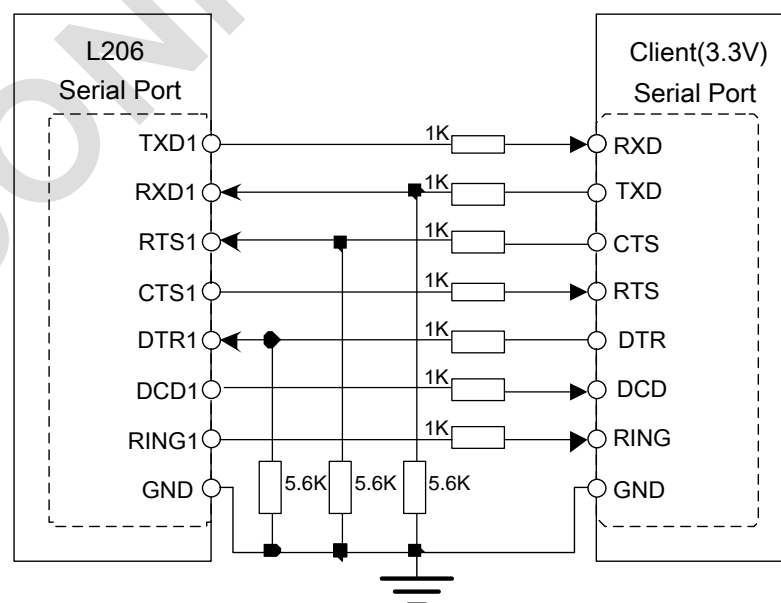 L206
Serial Port
Client(3.3V)
Serial Port
TXD1
1K
RXD
RXD1
1K
TXD
RTS1
1K
CTS
CTS1
1K
RTS
DTR1
1K
DTR
DCD1
1K
DCD
RING1
1K
RING
GND
5.6K
5.6K
5.6K
GND